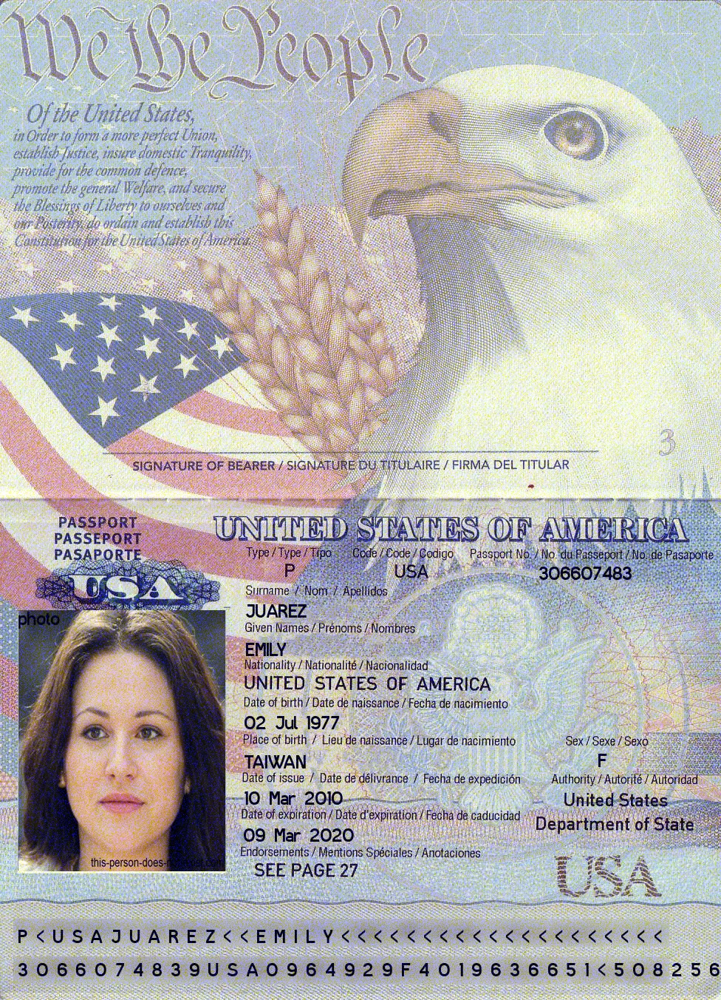 We the People
Of the United States,
in Order to form a more perfect Union,
establish Justice, insure domestic Tranquility,
provide for the common defence,
promote the general Welfare, and secure
the Blessings of Liberty to ourselves and
our Posterity, do ordain and establish this
Constitution for the United States of America.
3
SIGNATURE OF BEARER / SIGNATURE DU TITULAIRE / FIRMA DEL TITULAR
PASSPORT
PASSEPORT
PASAPORTE
USA
UNITED STATES OF AMERICA
Type / Type / Tipo Code / Code / Codigo Passport No. / No. du Passeport / No. de Pasaporte
P USA 306607483
Surname / Nom / Apellidos
JUAREZ
Given Names / Prénoms / Nombres
EMILY
Nationality / Nationalité / Nacionalidad
UNITED STATES OF AMERICA
Date of birth / Date de naissance / Fecha de nacimiento
02 Jul 1977
Place of birth / Lieu de naissance / Lugar de nacimiento Sex / Sexe / Sexo
TAIWAN F
Date of issue / Date de délivrance / Fecha de expedición Authority / Autorité / Autoridad
10 Mar 2010 United States
Date of expiration / Date d'expiration / Fecha de caducidad Department of State
09 Mar 2020
Endorsements / Mentions Spéciales / Anotaciones
SEE PAGE 27
USA
photo
P<USAJUAREZ<<EMILY<<<<<<<<<<<<<<<<<<<
3066074839USA0964929F4019636651<508256